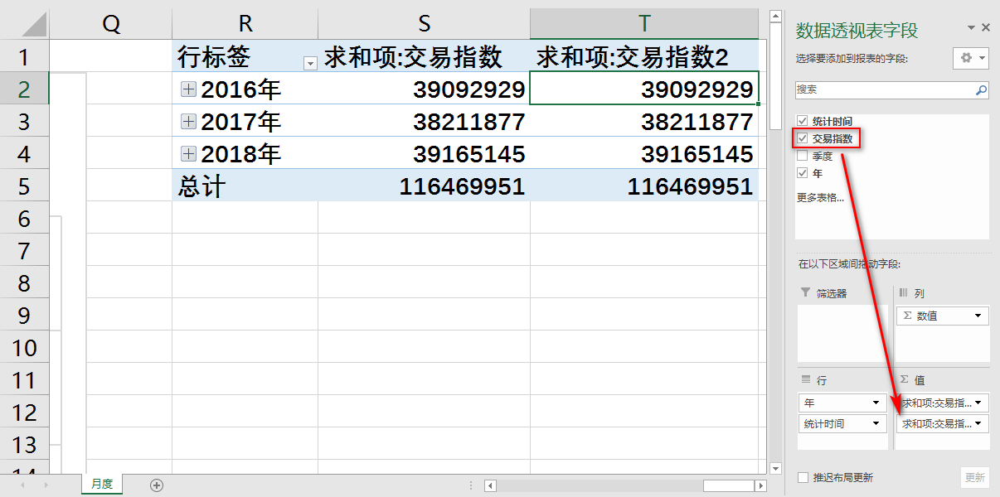 Q R S T
1 行标签 求和项:交易指数 求和项:交易指数2
2 2016年 39092929 39092929
3 2017年 38211877 38211877
4 2018年 39165145 39165145
5 总计 116469951 116469951
6
7
8
9
10
11
12
13
14
月度
数据透视表字段
选择要添加到报表的字段:
搜索
统计时间
交易指数
季度
年
更多表格...
在以下区域间拖动字段:
筛选器 列
Σ 数值
行 Σ 值
年 求和项:交易指...
统计时间 求和项:交易指...
推迟布局更新 更新